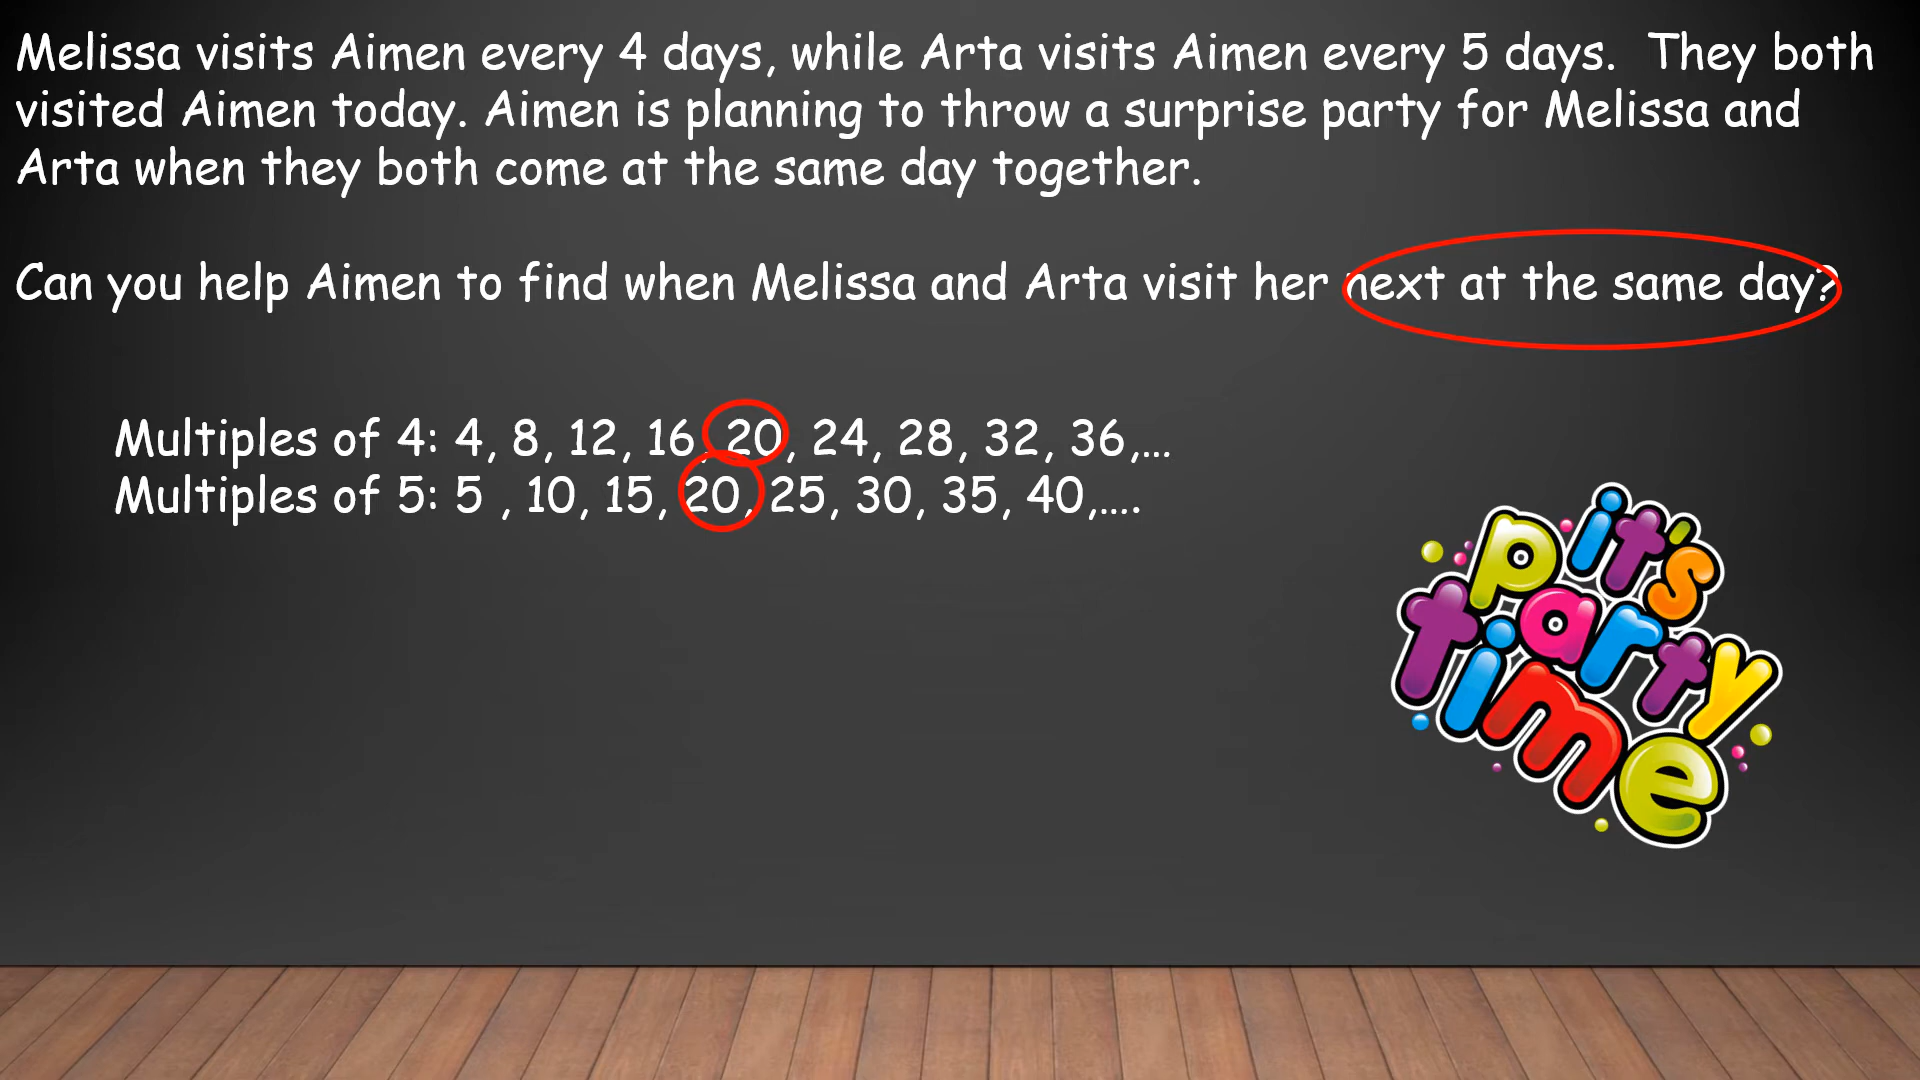 Melissa visits Aimen every 4 days, while Arta visits Aimen every 5 days. They both
visited Aimen today. Aimen is planning to throw a surprise party for Melissa and
Arta when they both come at the same day together.
Can you help Aimen to find when Melissa and Arta visit her next at the same day?
Multiples of 4: 4, 8, 12, 16, 20, 24, 28, 32, 36,...
Multiples of 5: 5 , 10, 15, 20, 25, 30, 35, 40,....
it's
party
time